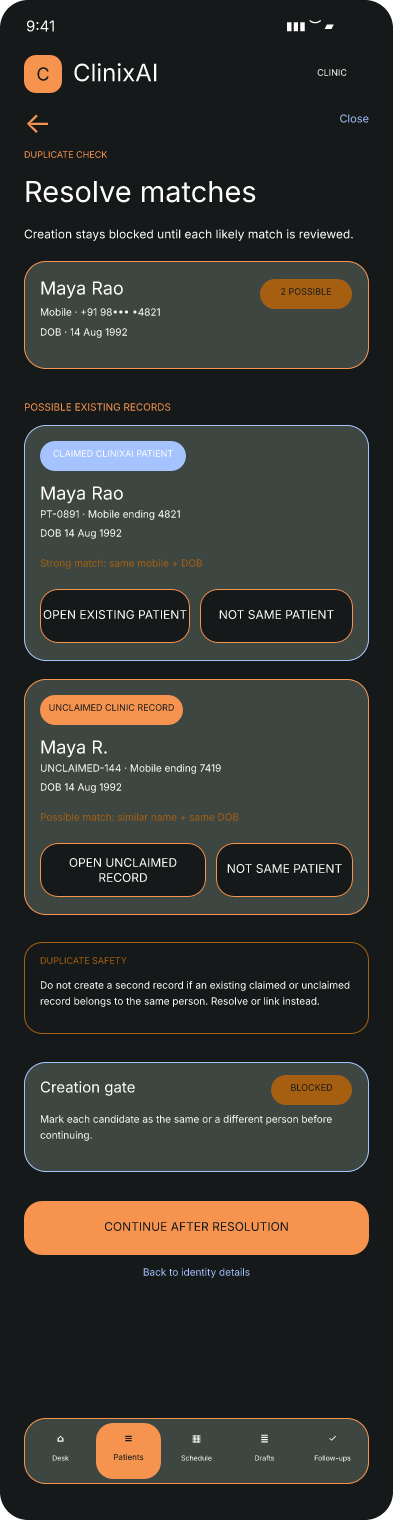 9:41
C ClinixAI
CLINIC
Close
DUPLICATE CHECK
Resolve matches
Creation stays blocked until each likely match is reviewed.
Maya Rao
2 POSSIBLE
Mobile · +91 98••• •4821
DOB · 14 Aug 1992
POSSIBLE EXISTING RECORDS
CLAIMED CLINIXAI PATIENT
Maya Rao
PT-0891 · Mobile ending 4821
DOB 14 Aug 1992
Strong match: same mobile + DOB
OPEN EXISTING PATIENT
NOT SAME PATIENT
UNCLAIMED CLINIC RECORD
Maya R.
UNCLAIMED-144 · Mobile ending 7419
DOB 14 Aug 1992
Possible match: similar name + same DOB
OPEN UNCLAIMED
RECORD
NOT SAME PATIENT
DUPLICATE SAFETY
Do not create a second record if an existing claimed or unclaimed
record belongs to the same person. Resolve or link instead.
Creation gate
BLOCKED
Mark each candidate as the same or a different person before
continuing.
CONTINUE AFTER RESOLUTION
Back to identity details
Desk
Patients
Schedule
Drafts
Follow-ups